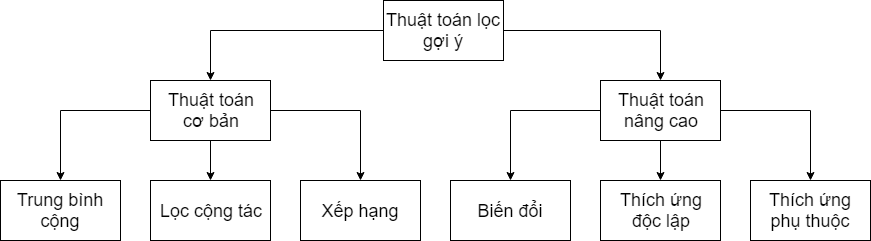 Thuật toán lọc
gợi ý
Thuật toán
cơ bản
Thuật toán
nâng cao
Trung bình
cộng
Lọc cộng tác
Xếp hạng
Biến đổi
Thích ứng
độc lập
Thích ứng
phụ thuộc